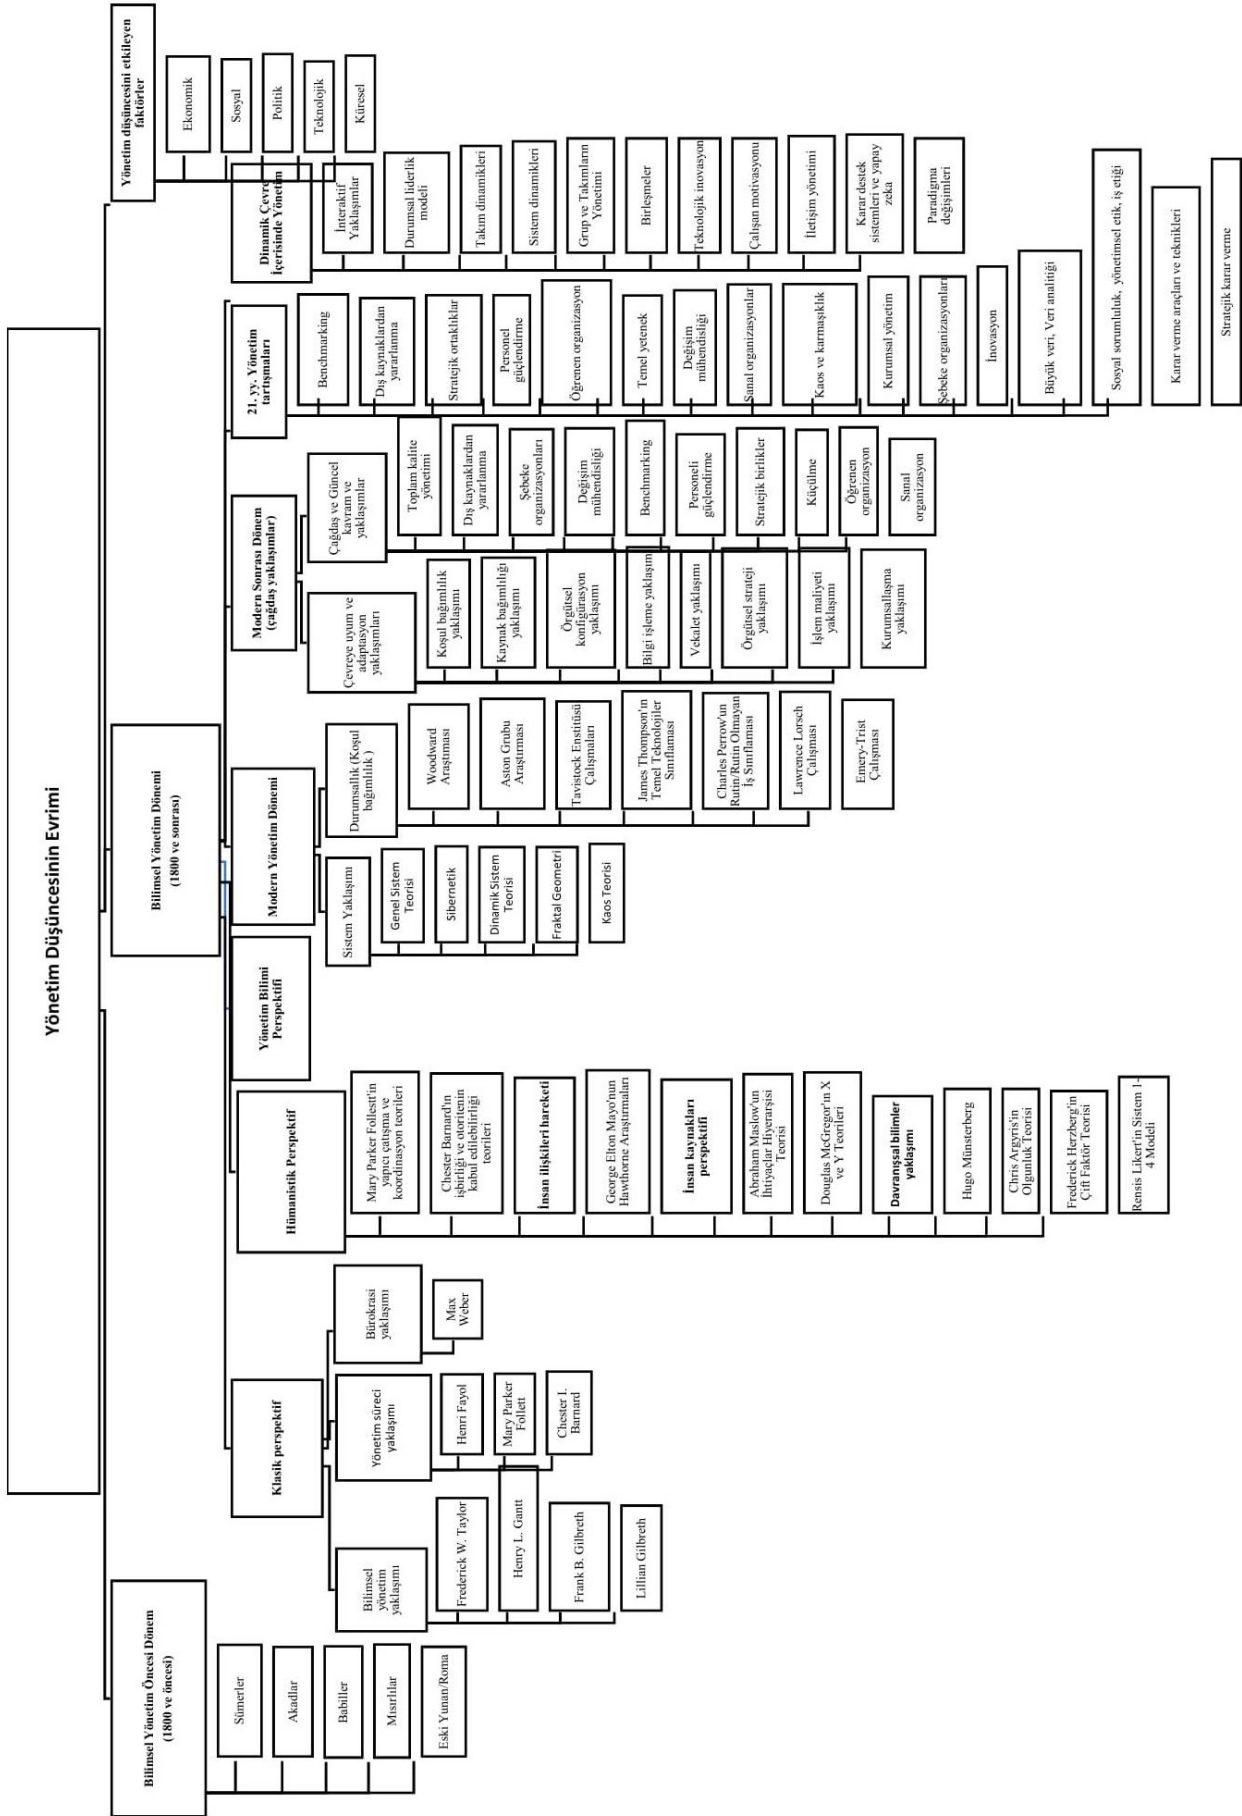 Yönetim Düşüncesinin Evrimi
Bilimsel Yönetim Öncesi Dönem
(1800 ve öncesi)
Sümerler
Akadlar
Babiller
Mısırlılar
Eski Yunan/Roma
Bilimsel Yönetim Dönemi
(1800 ve sonrası)
Klasik perspektif
Bilimsel
yönetim
yaklaşımı
Frederick W. Taylor
Henry L. Gantt
Frank B. Gilbreth
Lillian Gilbreth
Yönetim süreci
yaklaşımı
Henri Fayol
Mary Parker
Follett
Chester I.
Barnard
Bürokrasi
yaklaşımı
Max
Weber
Hümanistik Perspektif
Mary Parker Follestt'in
yapıcı çatışma ve
koordinasyon teorileri
Chester Barnard'ın
işbirliği ve otoritenin
kabul edilebilirliği
teorileri
İnsan ilişkileri hareketi
George Elton Mayo'nun
Hawthorne Araştırmaları
İnsan kaynakları
perspektifi
Abraham Maslow'un
İhtiyaçlar Hiyerarşisi
Teorisi
Douglas McGregor'ın X
ve Y Teorileri
Davranışsal bilimler
yaklaşımı
Hugo Münsterberg
Chris Argyris'in
Olgunluk Teorisi
Frederick Herzberg'in
Çift Faktör Teorisi
Rensis Likert'in Sistem 1-
4 Modeli
Yönetim Bilimi
Perspektifi
Modern Yönetim Dönemi
Sistem Yaklaşımı
Genel Sistem
Teorisi
Sibernetik
Dinamik Sistem
Teorisi
Fraktal Geometri
Kaos Teorisi
Durumsallık (Koşul
bağımlılık )
Woodward
Araştıması
Aston Grubu
Araştırması
Tavistock Enstitüsü
Çalışmaları
James Thompson'ın
Temel Teknolojiler
Sınıflaması
Charles Perrow'un
Rutin/Rutin Olmayan
İş Sınıflaması
Lawrence Lorsch
Çalışması
Emery-Trist
Çalışması
Modern Sonrası Dönem
(çağdaş yaklaşımlar)
Çevreye uyum ve
adaptasyon
yaklaşımları
Koşul bağımlılık
yaklaşımı
Kaynak bağımlılığı
yaklaşımı
Örgütsel
konfigürasyon
yaklaşımı
Bilgi işleme yaklaşım
Vekalet yaklaşımı
Örgütsel strateji
yaklaşımı
İşlem maliyeti
yaklaşımı
Kurumsallaşma
yaklaşımı
Çağdaş ve Güncel
kavram ve
yaklaşımlar
Toplam kalite
yönetimi
Dış kaynaklardan
yararlanma
Şebeke
organizasyonları
Değişim
mühendisliği
Benchmarking
Personeli
güçlendirme
Stratejik birlikler
Küçülme
Öğrenen
organizasyon
Sanal
organizasyon
21. yy. Yönetim
tartışmaları
Benchmarking
Dış kaynaklardan
yararlanma
Stratejik ortaklıklar
Personel
güçlendirme
Öğrenen organizasyon
Temel yetenek
Değişim
mühendisliği
Sanal organizasyonlar
Kaos ve karmaşıklık
Kurumsal yönetim
Şebeke organizasyonları
İnovasyon
Büyük veri, Veri analitiği
Sosyal sorumluluk, yönetimsel etik, iş etiği
Karar verme araçları ve teknikleri
Stratejik karar verme
Dinamik Çevre
İçerisinde Yönetim
İnteraktif
Yaklaşımlar
Durumsal liderlik
modeli
Takım dinamikleri
Sistem dinamikleri
Grup ve Takımların
Yönetimi
Birleşmeler
Teknolojik inovasyon
Çalışan motivasyonu
İletişim yönetimi
Karar destek
sistemleri ve yapay
zeka
Paradigma
değişimleri
Yönetim düşüncesini etkileyen
faktörler
Ekonomik
Sosyal
Politik
Teknolojik
Küresel